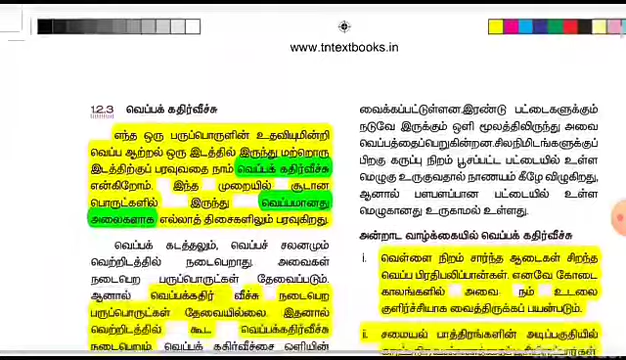 www.tntextbooks.in
1.2.3 வெப்பக் கதிர்வீச்சு
எந்த ஒரு பருப்பொருளின் உதவியுமின்றி
வெப்ப ஆற்றல் ஒரு இடத்தில் இருந்து மற்றொரு
இடத்திற்குப் பரவுவதை நாம் வெப்பக் கதிர்வீச்சு
என்கிறோம். இந்த முறையில் சூடான
பொருட்களில் இருந்து வெப்பமானது
அலைகளாக எல்லாத் திசைகளிலும் பரவுகிறது.
வெப்பக் கடத்தலும், வெப்பச் சலனமும்
வெற்றிடத்தில் நடைபெறாது. அவைகள்
நடைபெற பருப்பொருட்கள் தேவைப்படும்.
ஆனால் வெப்பக்கதிர் வீச்சு நடைபெற
பருப்பொருட்கள் தேவையில்லை. இதனால்
வெற்றிடத்தில் கூட வெப்பக்கதிர்வீச்சு
நடைபெறும். வெப்பக் கதிர்வீச்சை ஒளியின்
வைக்கப்பட்டுள்ளன.இரண்டு பட்டைகளுக்கும்
நடுவே இருக்கும் ஒளி மூலத்திலிருந்து அவை
வெப்பத்தைப்பெறுகின்றன.சிலநிமிடங்களுக்குப்
பிறகு கருப்பு நிறம் பூசப்பட்ட பட்டையில் உள்ள
மெழுகு உருகுவதால் நாணயம் கீழே விழுகிறது,
ஆனால் பளபளப்பான பட்டையில் உள்ள
மெழுகானது உருகாமல் உள்ளது.
அன்றாட வாழ்க்கையில் வெப்பக் கதிர்வீச்சு
i. வெள்ளை நிறம் சார்ந்த ஆடைகள் சிறந்த
வெப்ப பிரதிபலிப்பான்கள். எனவே கோடை
காலங்களில் அவை நம் உடலை
குளிர்ச்சியாக வைத்திருக்கப் பயன்படும்.
ii. சமையல் பாத்திரங்களின் அடிப்பகுதியில்